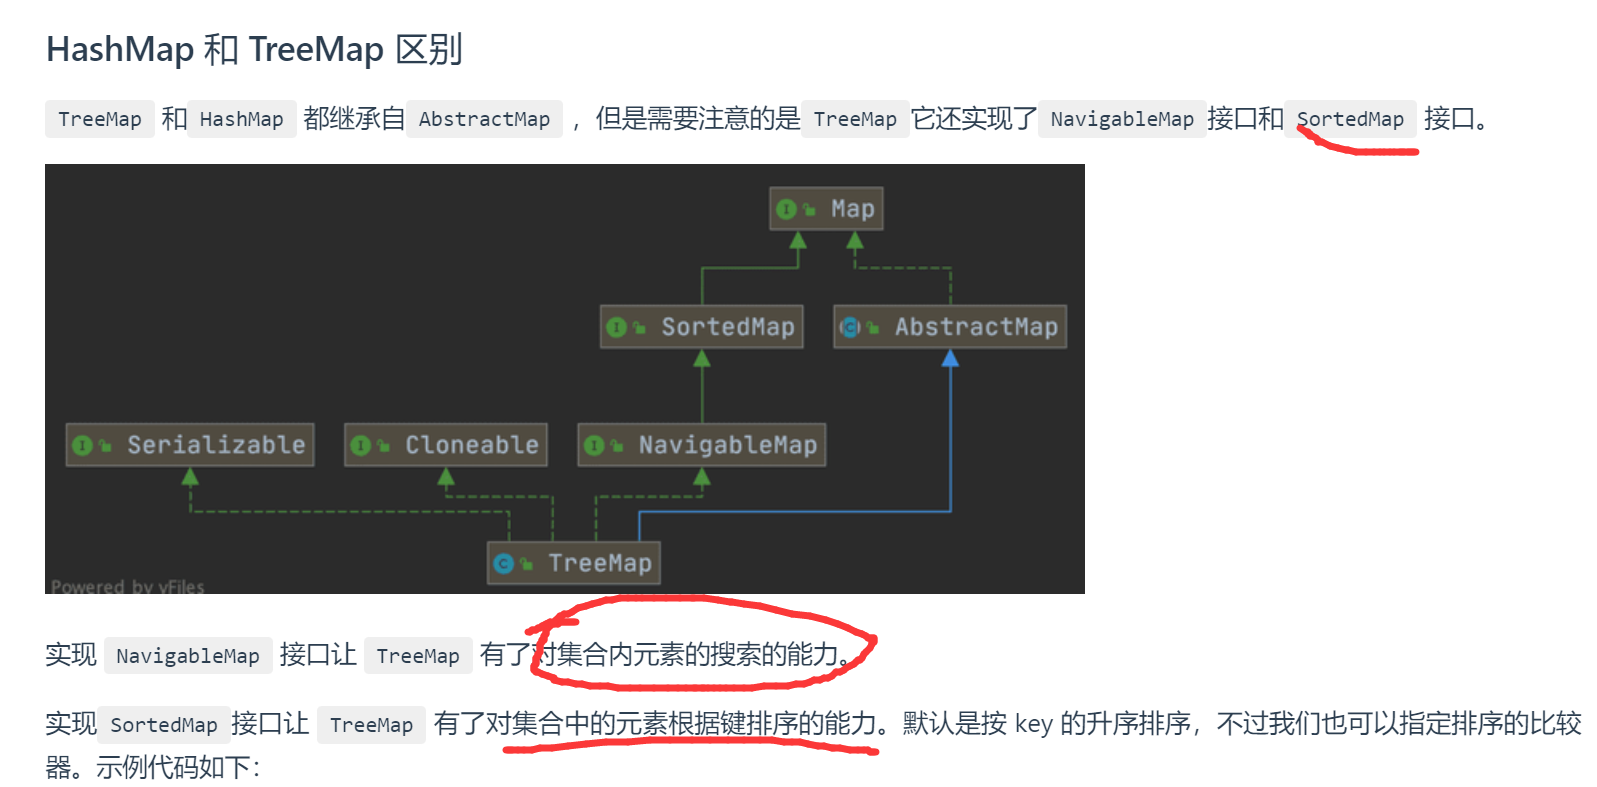 HashMap 和 TreeMap 区别
TreeMap 和 HashMap 都继承自 AbstractMap ，但是需要注意的是 TreeMap 它还实现了 NavigableMap 接口和 SortedMap 接口。
Map
SortedMap AbstractMap
Serializable Cloneable NavigableMap
TreeMap
Powered by yFiles
实现 NavigableMap 接口让 TreeMap 有了对集合内元素的搜索的能力。
实现 SortedMap 接口让 TreeMap 有了对集合中的元素根据键排序的能力。默认是按 key 的升序排序，不过我们也可以指定排序的比较
器。示例代码如下：